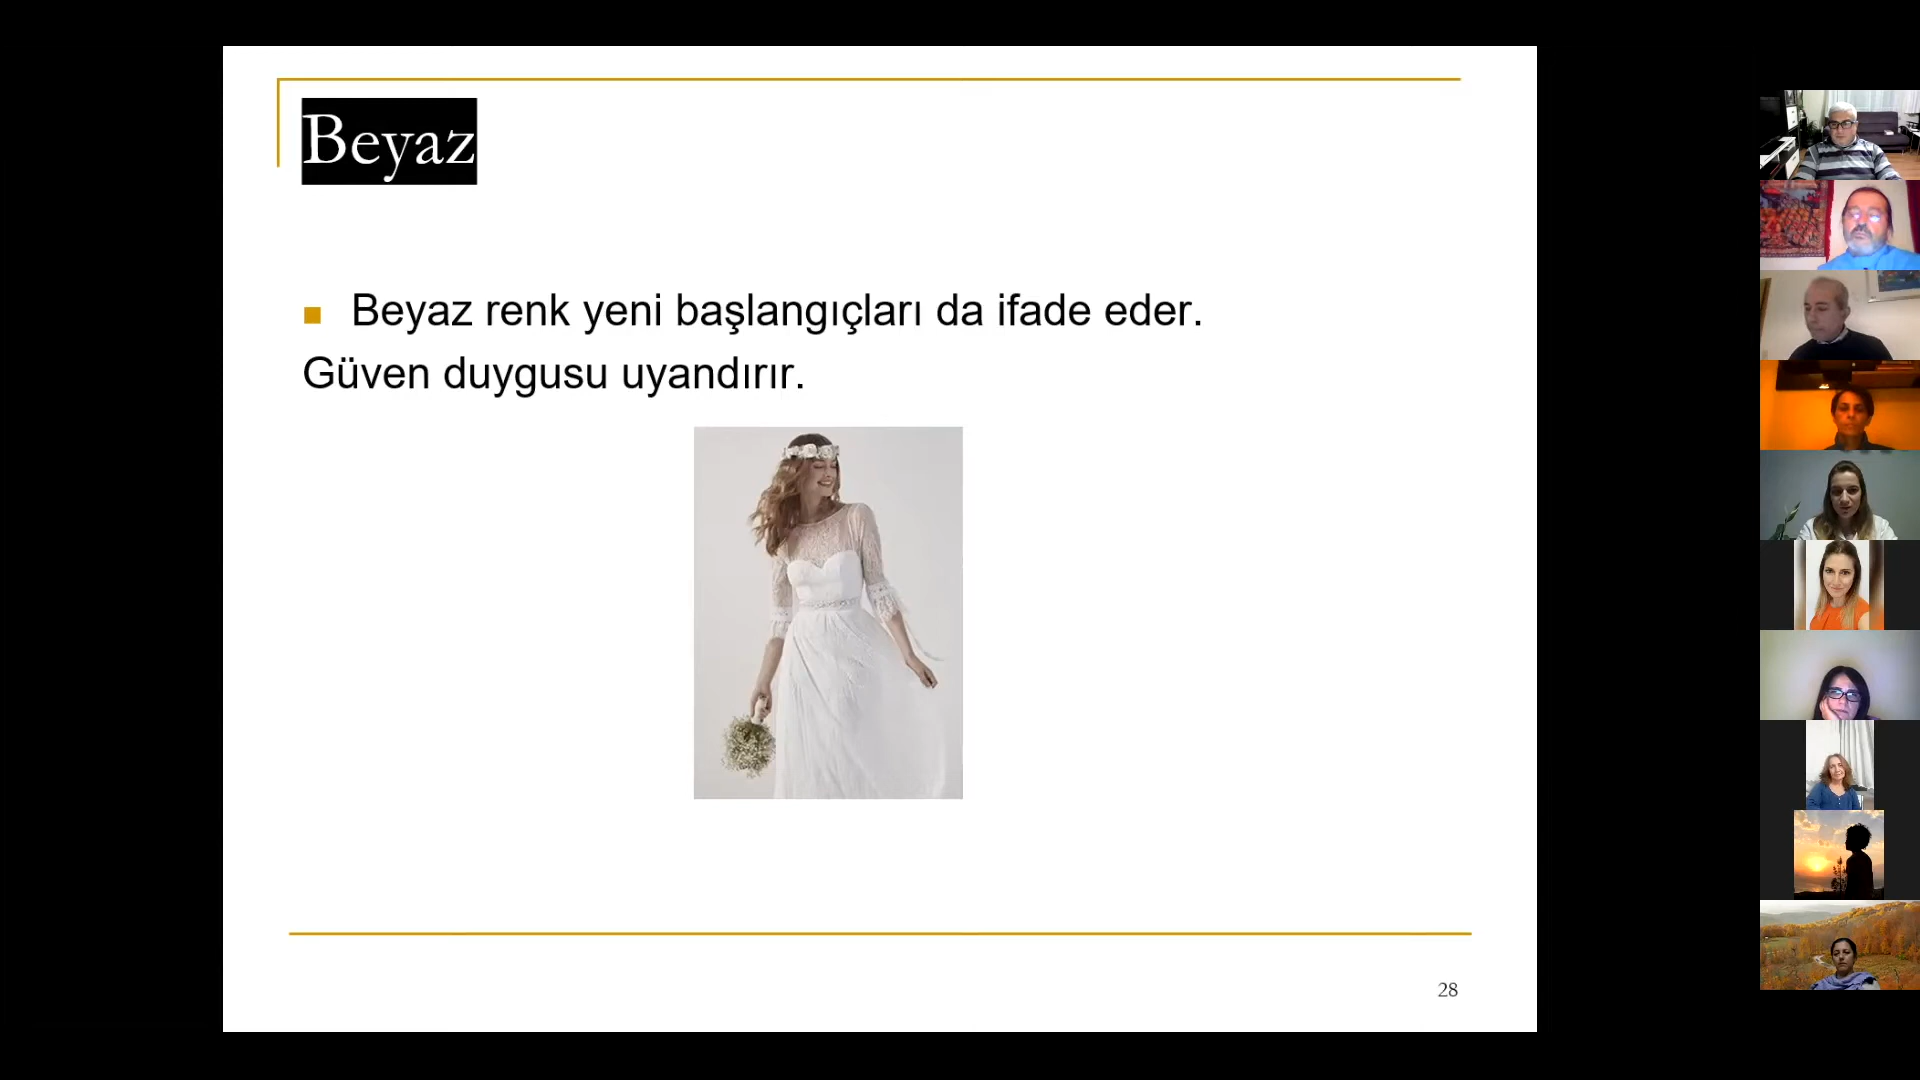 Beyaz
Beyaz renk yeni başlangıçları da ifade eder.
Güven duygusu uyandırır.
28